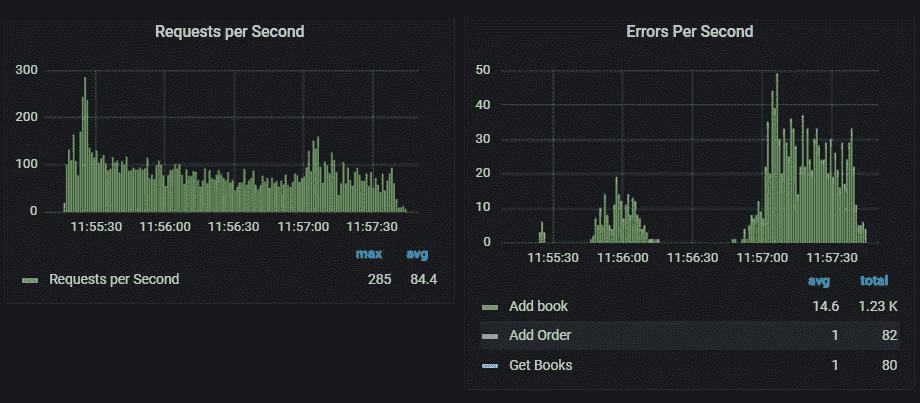 Requests per Second
300
200
100
0
11:55:30 11:56:00 11:56:30 11:57:00 11:57:30
max avg
Requests per Second 285 84.4
Errors Per Second
50
40
30
20
10
0
11:55:30 11:56:00 11:56:30 11:57:00 11:57:30
avg total
Add book 14.6 1.23 K
Add Order 1 82
Get Books 1 80